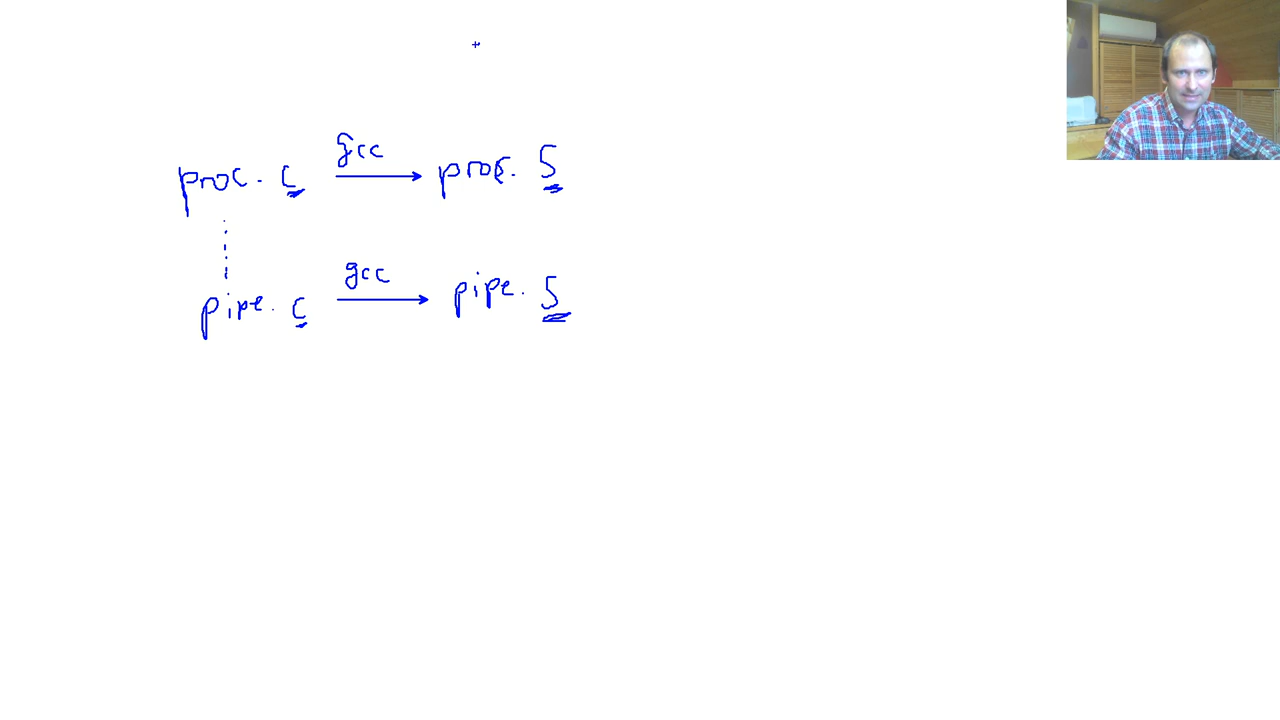 gcc
proc. c → proc. S
gcc
pipe. c → pipe. S